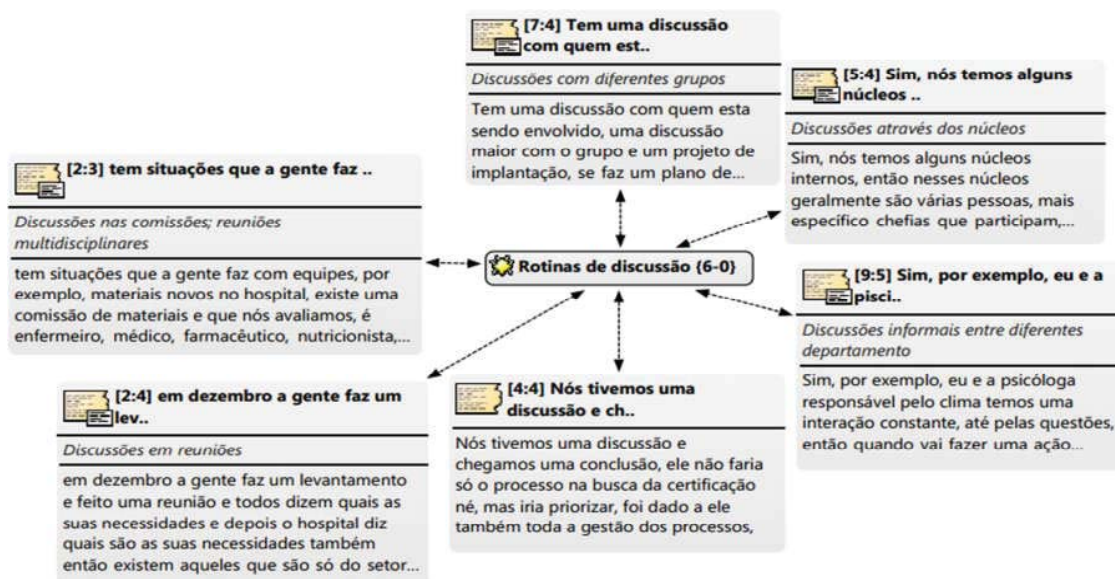 [7:4] Tem uma discussão
com quem est..
Discussões com diferentes grupos
Tem uma discussão com quem esta
sendo envolvido, uma discussão
maior com o grupo e um projeto de
implantação, se faz um plano de...
[5:4] Sim, nós temos alguns
núcleos ..
Discussões através dos núcleos
Sim, nós temos alguns núcleos
internos, então nesses núcleos
geralmente são várias pessoas, mais
específico chefias que participam,...
[2:3] tem situações que a gente faz ..
Discussões nas comissões; reuniões
multidisciplinares
tem situações que a gente faz com equipes, por
exemplo, materiais novos no hospital, existe uma
comissão de materiais e que nós avaliamos, é
enfermeiro, médico, farmacêutico, nutricionista,...
Rotinas de discussão {6-0}
[9:5] Sim, por exemplo, eu e a
pisci..
Discussões informais entre diferentes
departamento
Sim, por exemplo, eu e a psicóloga
responsável pelo clima temos uma
interação constante, até pelas questões,
então quando vai fazer uma ação...
[2:4] em dezembro a gente faz um
lev..
Discussões em reuniões
em dezembro a gente faz um levantamento
e feito uma reunião e todos dizem quais as
suas necessidades e depois o hospital diz
quais são as suas necessidades também
então existem aqueles que são só do setor...
[4:4] Nós tivemos uma
discussão e ch..
Nós tivemos uma discussão e
chegamos uma conclusão, ele não faria
só o processo na busca da certificação
né, mas iria priorizar, foi dado a ele
também toda a gestão dos processos,